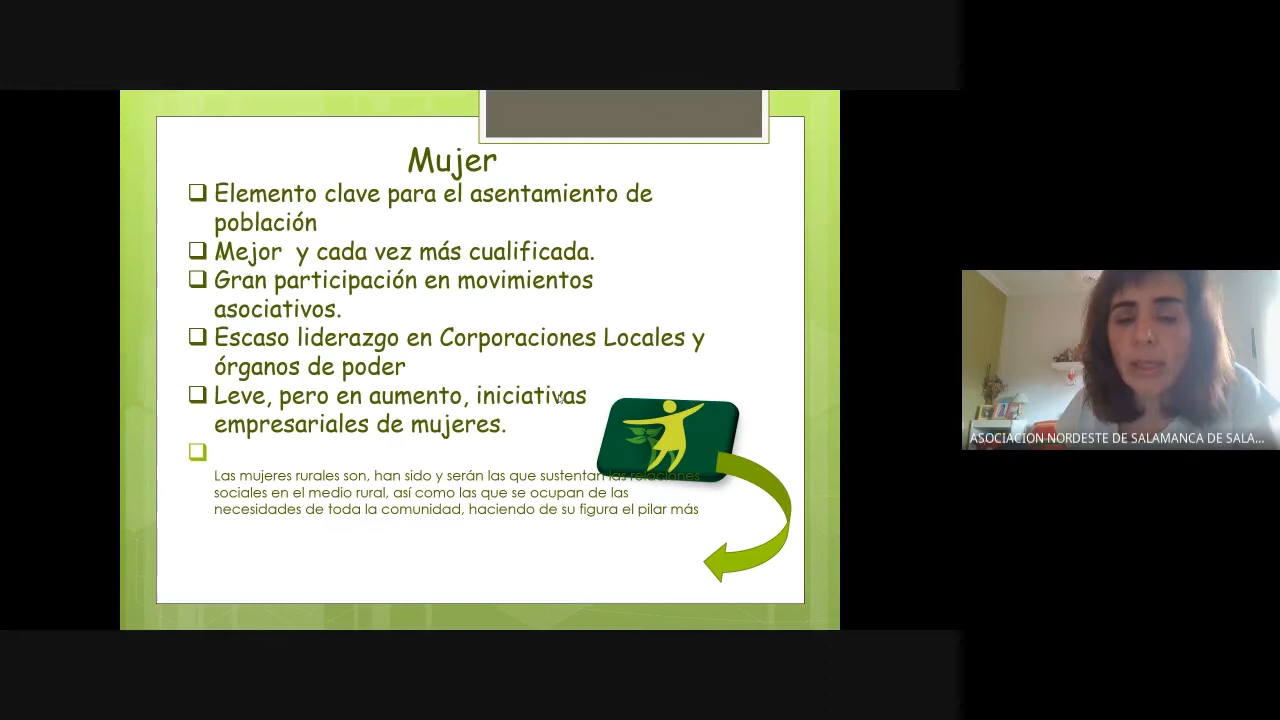 Mujer
❑ Elemento clave para el asentamiento de
población
❑ Mejor y cada vez más cualificada.
❑ Gran participación en movimientos
asociativos.
❑ Escaso liderazgo en Corporaciones Locales y
órganos de poder
❑ Leve, pero en aumento, iniciativas
empresariales de mujeres.
❑
Las mujeres rurales son, han sido y serán las que sustentan las relaciones
sociales en el medio rural, así como las que se ocupan de las
necesidades de toda la comunidad, haciendo de su figura el pilar más
ASOCIACION NORDESTE DE SALAMANCA DE SALA...